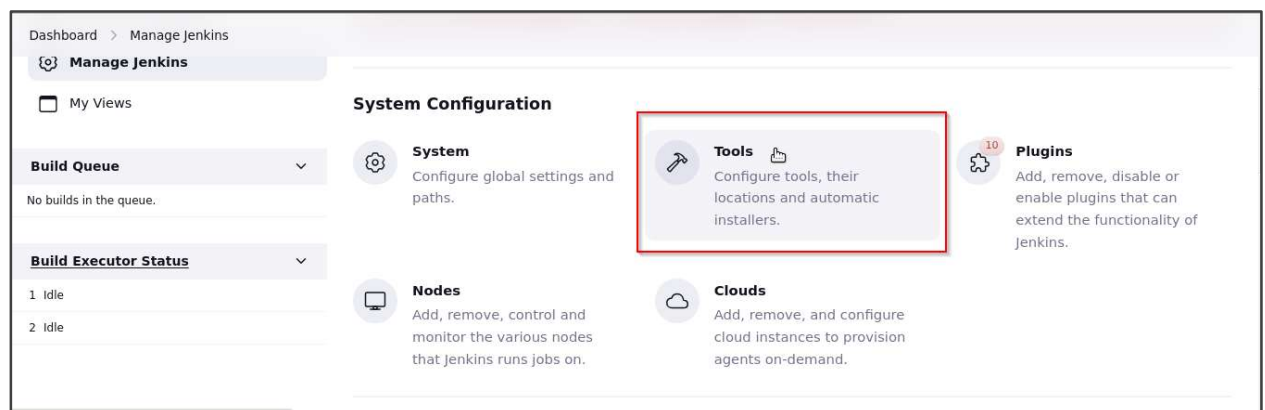 Dashboard > Manage Jenkins
Manage Jenkins
My Views
Build Queue
No builds in the queue.
Build Executor Status
1 Idle
2 Idle
System Configuration
System
Configure global settings and
paths.
Tools
Configure tools, their
locations and automatic
installers.
10
Plugins
Add, remove, disable or
enable plugins that can
extend the functionality of
Jenkins.
Nodes
Add, remove, control and
monitor the various nodes
that Jenkins runs jobs on.
Clouds
Add, remove, and configure
cloud instances to provision
agents on-demand.